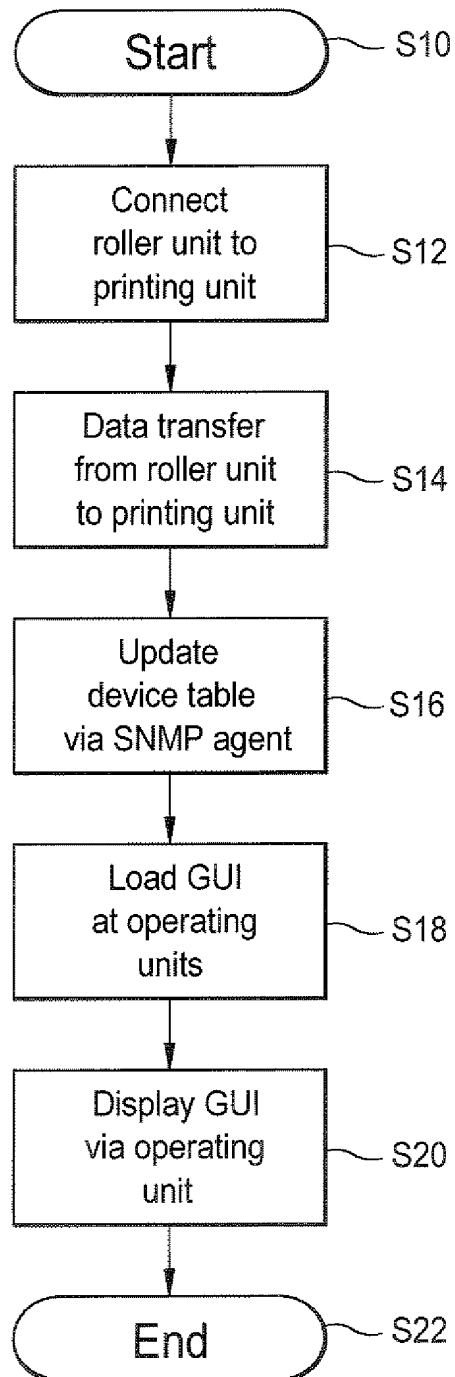 Start
S10
Connect
roller unit to
printing unit
S12
Data transfer
from roller unit
to printing unit
S14
Update
device table
via SNMP agent
S16
Load GUI
at operating
units
S18
Display GUI
via operating
unit
S20
End
S22